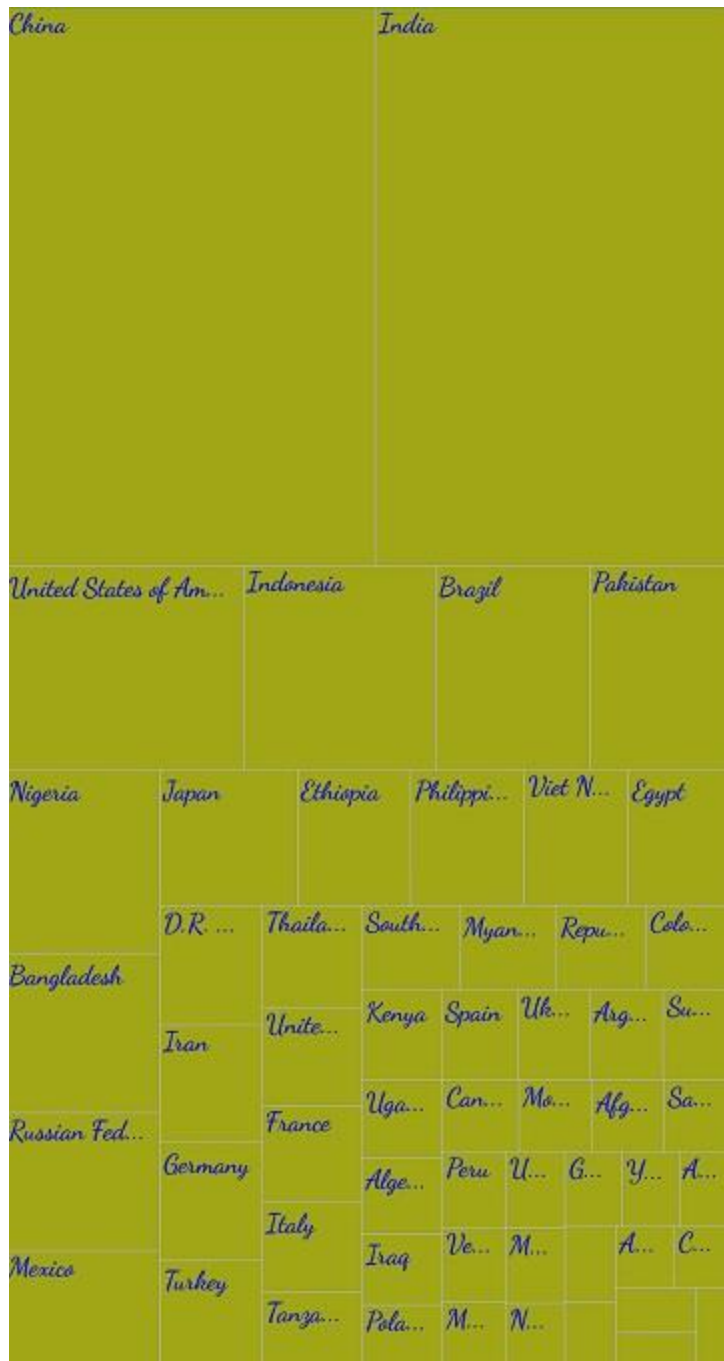 China
India
United States of Am...
Indonesia
Brazil
Pakistan
Nigeria
Japan
Ethiopia
Philippi...
Viet N...
Egypt
Bangladesh
Russian Fed...
Mexico
D.R. ...
Iran
Germany
Turkey
Thaila...
Unite...
France
Italy
Tanza...
South...
Myan...
Repu...
Colo...
Kenya
Spain
Uk...
Arg...
Su...
Uga...
Can...
Mo...
Afg...
Sa...
Alge...
Peru
U...
G...
Y...
A...
Iraq
Ve...
M...
A...
C...
Pola...
M...
N...